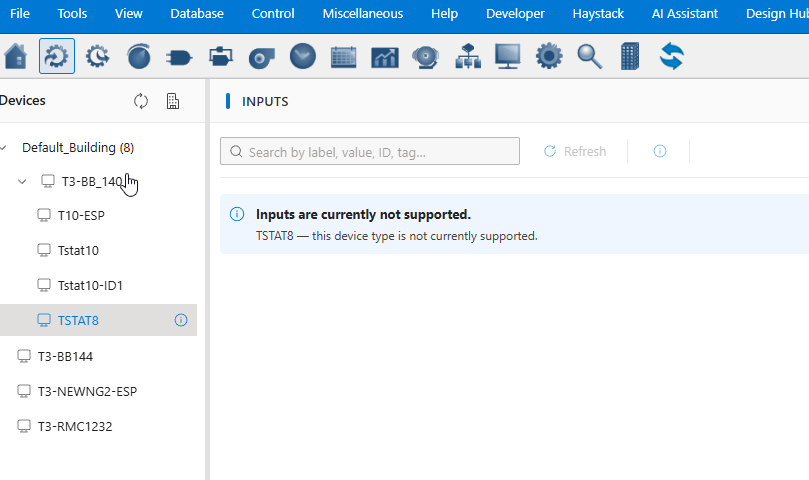 File Tools View Database Control Miscellaneous Help Developer Haystack AI Assistant Design Hub
Devices
INPUTS
Default_Building (8)
Search by label, value, ID, tag...
Refresh
T3-BB_140
T10-ESP
Inputs are currently not supported.
TSTAT8 — this device type is not currently supported.
Tstat10
Tstat10-ID1
TSTAT8
T3-BB144
T3-NEWNG2-ESP
T3-RMC1232